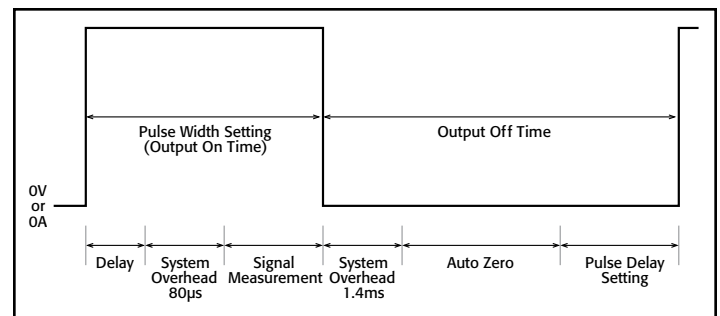 Pulse Width Setting
(Output On Time)
Output Off Time
0V
or
0A
Delay
System
Overhead
80µs
Signal
Measurement
System
Overhead
1.4ms
Auto Zero
Pulse Delay
Setting